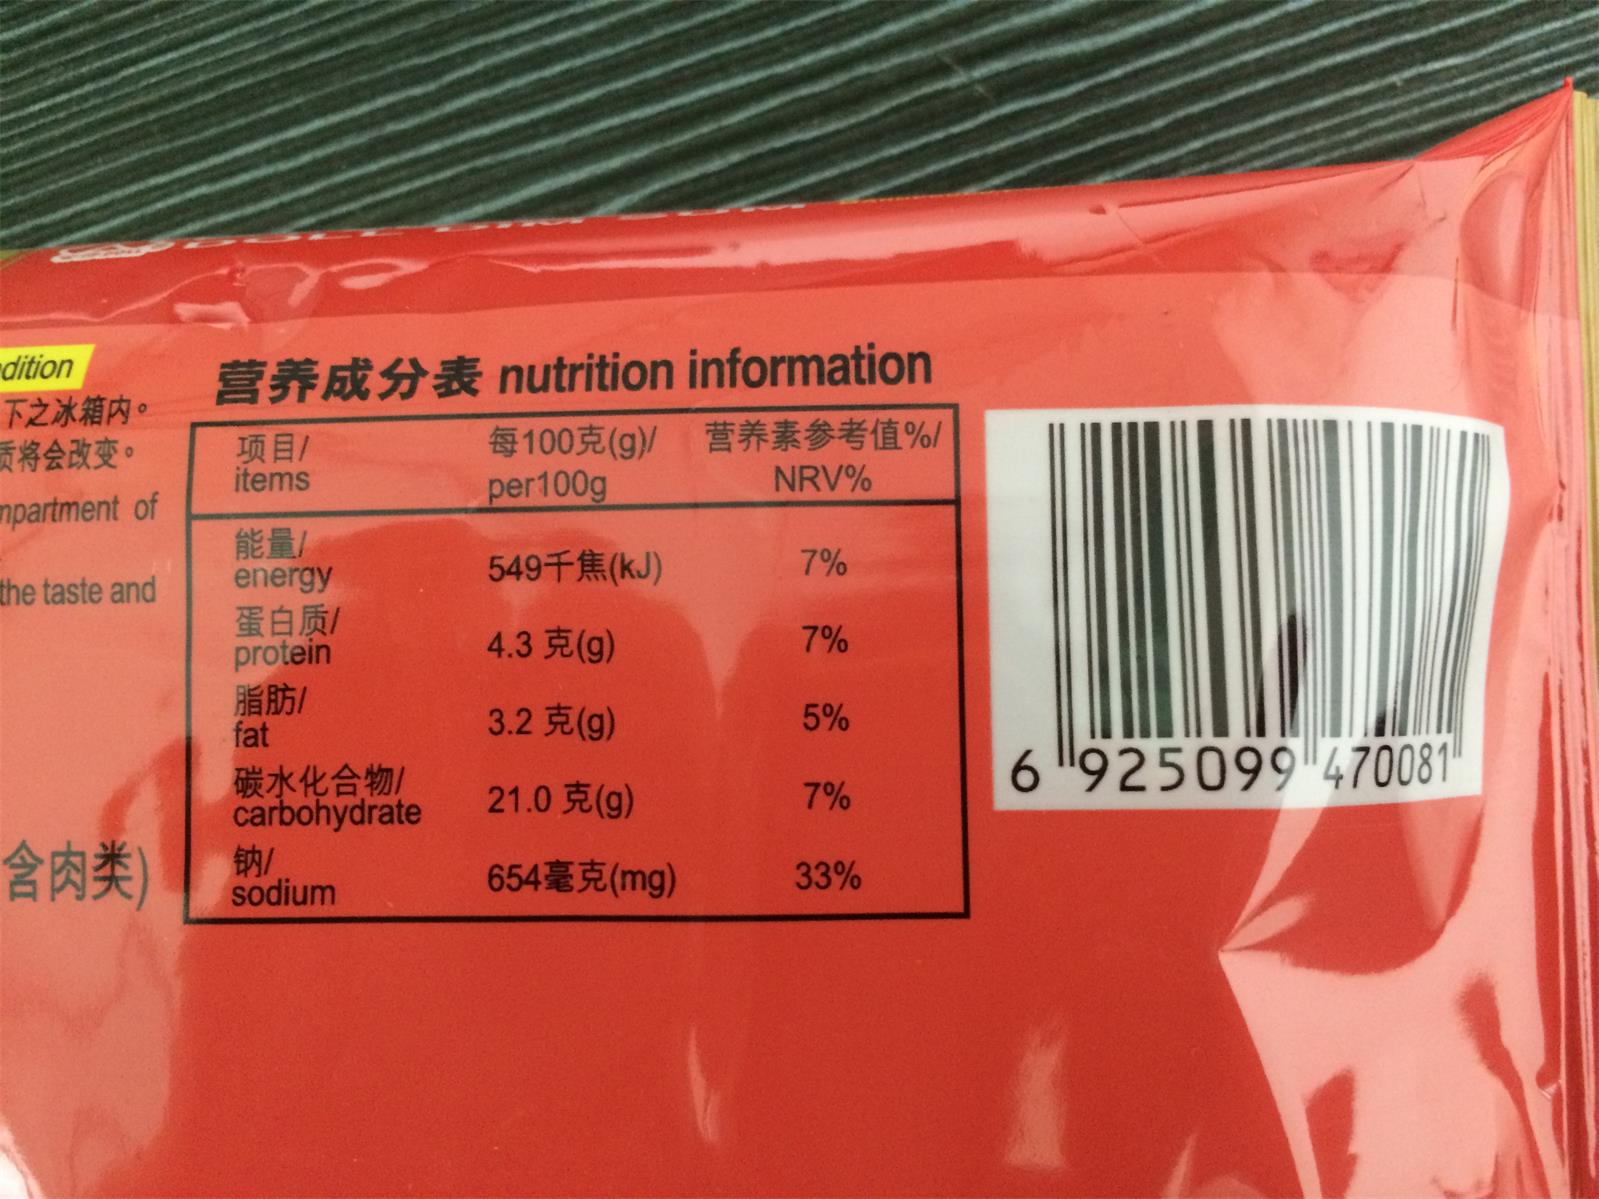 DOLL DIM SUM
ndition
下之冰箱内。
质将会改变。
mpartment of
the taste and
含肉类)
营养成分表 nutrition information
项目/ 每100克(g)/ 营养素参考值%/
items per100g NRV%
能量/
energy 549千焦(kJ) 7%
蛋白质/
protein 4.3 克(g) 7%
脂肪/
fat 3.2 克(g) 5%
碳水化合物/
carbohydrate 21.0 克(g) 7%
钠/
sodium 654毫克(mg) 33%
6 925099 470081